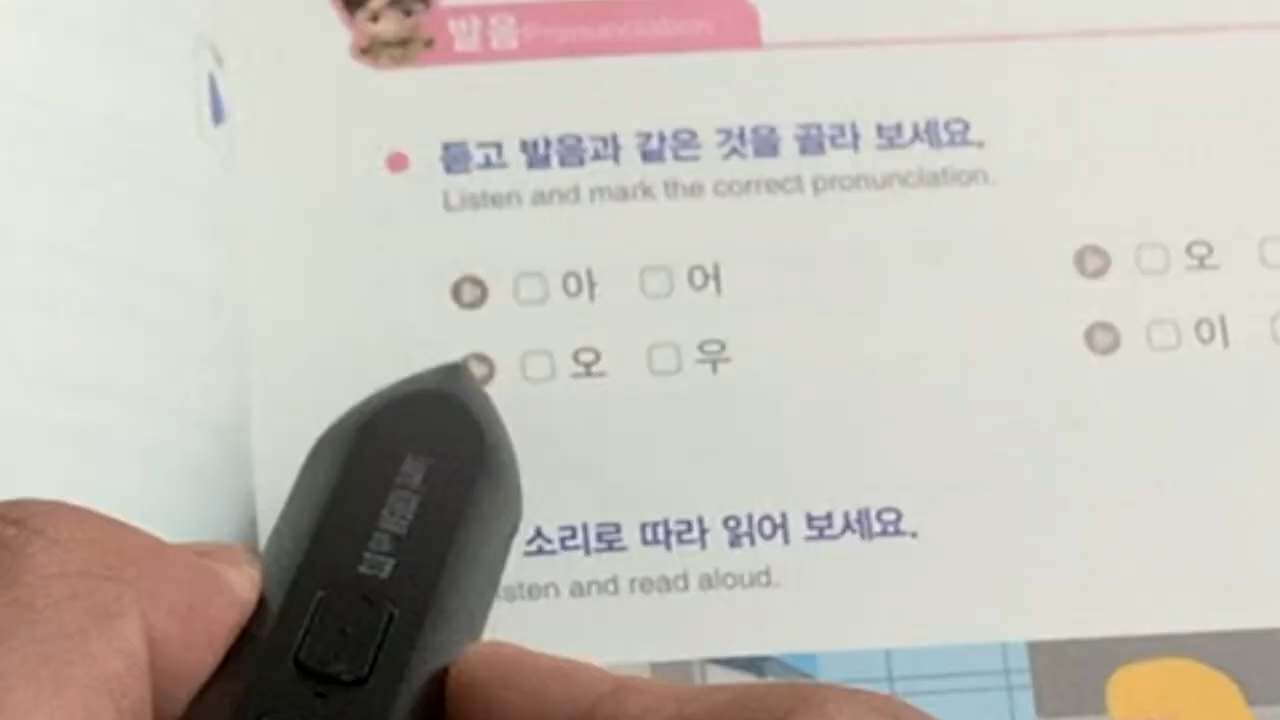 발음 Pronunciation
듣고 발음과 같은 것을 골라 보세요.
Listen and mark the correct pronunciation.
아 어
오
오 우
이
소리로 따라 읽어 보세요.
sten and read aloud.